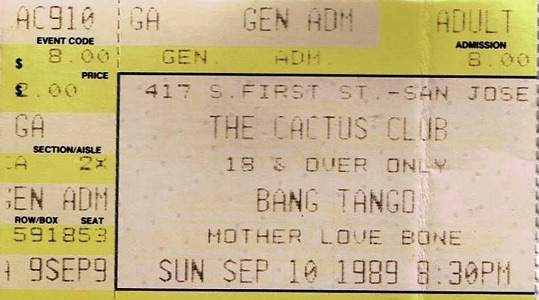 AC910 GA GEN ADM ADULT
EVENT CODE ADMISSION
$ 8.00 GEN. ADM 8.00
PRICE
2.00 417 S.FIRST ST.-SAN JOSE
GA THE CACTUS CLUB
SECTION/AISLE
2x 18 & OVER ONLY
GEN ADM BANG TANGO
ROW/BOX SEAT
591853 MOTHER LOVE BONE
9SEP9 SUN SEP 10 1989 8:30PM